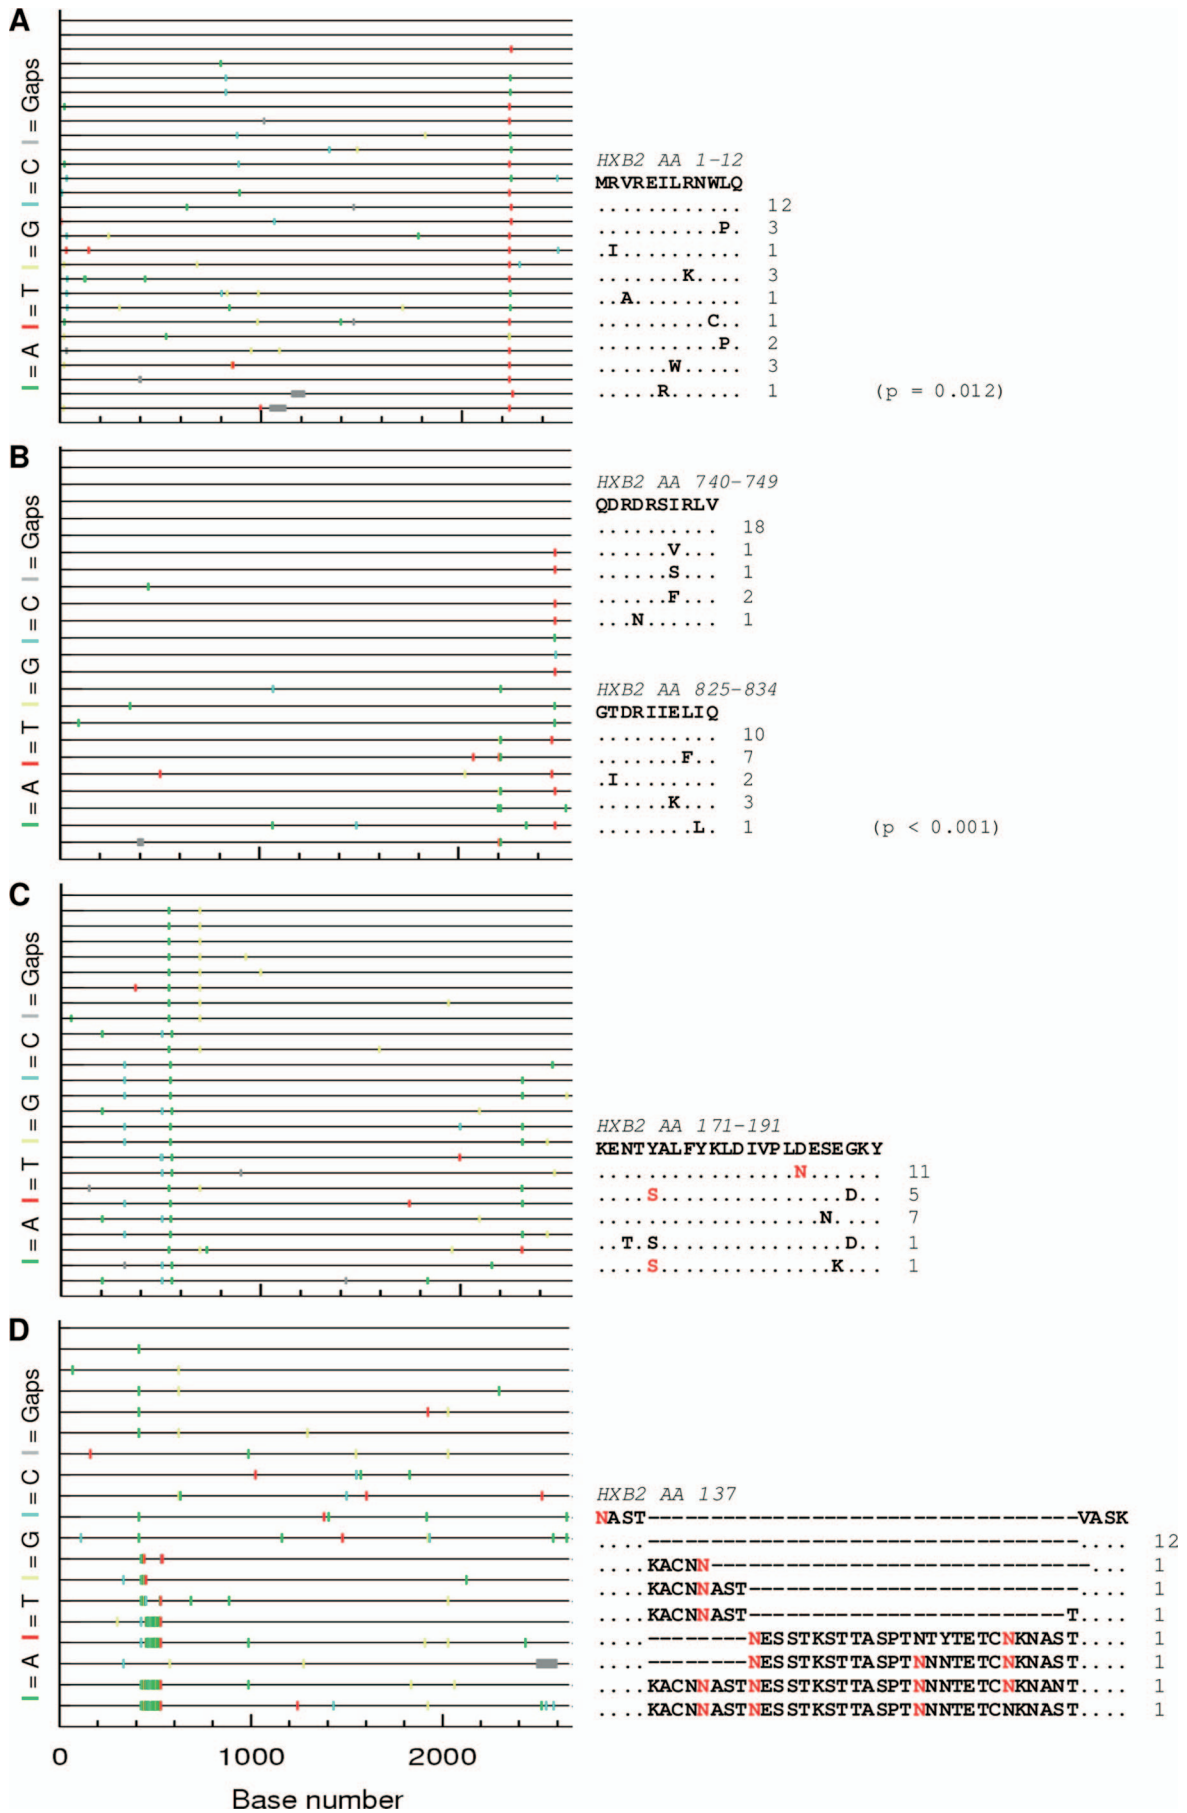 A
| = A | = T | = G | = C | = Gaps
HXB2 AA 1-12
MRVREILRNWLQ
............ 12
..........P. 3
.I.......... 1
.......K.... 3
..A......... 1
.........C.. 1
..........P. 2
......W..... 3
.....R...... 1 (p = 0.012)
B
| = A | = T | = G | = C | = Gaps
HXB2 AA 740-749
QDRDRSIRLV
.......... 18
......V... 1
......S... 1
......F... 2
...N...... 1
HXB2 AA 825-834
GTDRIIELIQ
.......... 10
.......F.. 7
.I........ 2
......K... 3
........L. 1 (p < 0.001)
C
| = A | = T | = G | = C | = Gaps
HXB2 AA 171-191
KENTYALFYKLDIVPLDESEGKY
................N...... 11
....S...............D.. 5
..................N.... 7
..T.S...............D.. 1
....S..............K... 1
D
| = A | = T | = G | = C | = Gaps
HXB2 AA 137
NAST----------------------------------VASK
....----------------------------------.... 12
....KACNN------------------------------... 1
....KACNNAST--------------------------.... 1
....KACNNAST-------------------------T.... 1
....--------NESSTKSTTASPTNTYTETCNKNAST.... 1
....--------NESSTKSTTASPTNNNTETCNKNAST.... 1
....KACNNASTNESSTKSTTASPTNNNTETCNKNANT.... 1
....KACNNASTNESSTKSTTASPTNNNTETCNKNAST.... 1
0 1000 2000
Base number